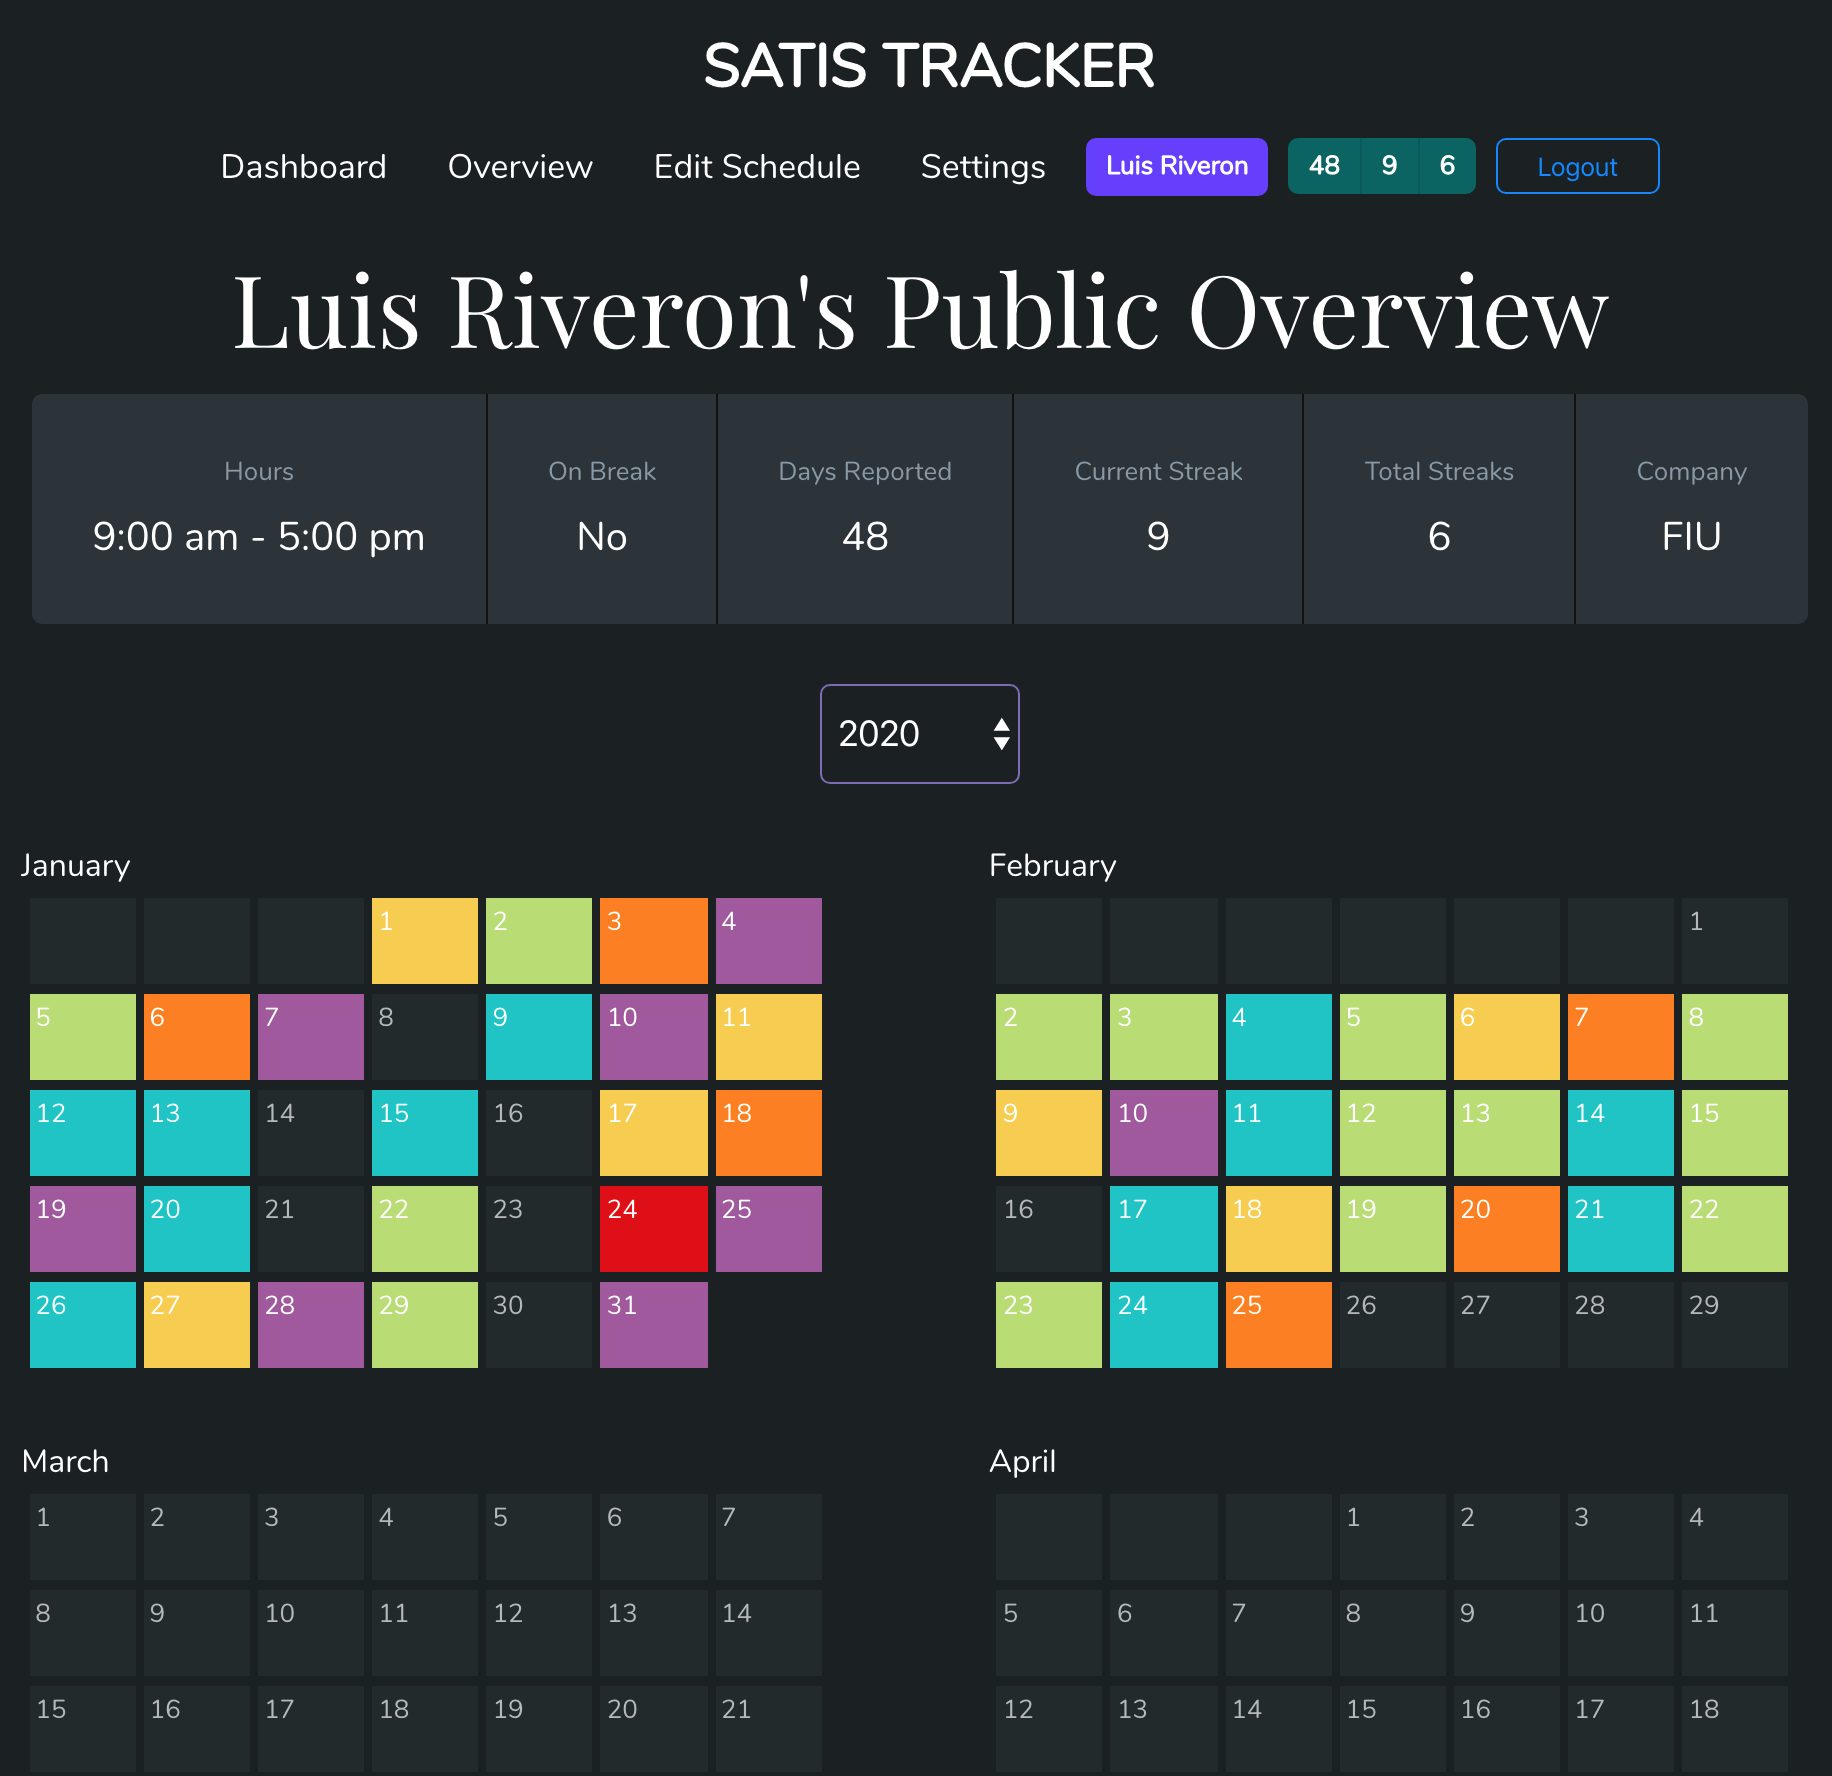 SATIS TRACKER
Dashboard Overview Edit Schedule Settings Luis Riveron 48 9 6 Logout
Luis Riveron's Public Overview
Hours On Break Days Reported Current Streak Total Streaks Company
9:00 am - 5:00 pm No 48 9 6 FIU
2020
January
1 2 3 4
5 6 7 8 9 10 11
12 13 14 15 16 17 18
19 20 21 22 23 24 25
26 27 28 29 30 31
February
1
2 3 4 5 6 7 8
9 10 11 12 13 14 15
16 17 18 19 20 21 22
23 24 25 26 27 28 29
March
1 2 3 4 5 6 7
8 9 10 11 12 13 14
15 16 17 18 19 20 21
April
1 2 3 4
5 6 7 8 9 10 11
12 13 14 15 16 17 18